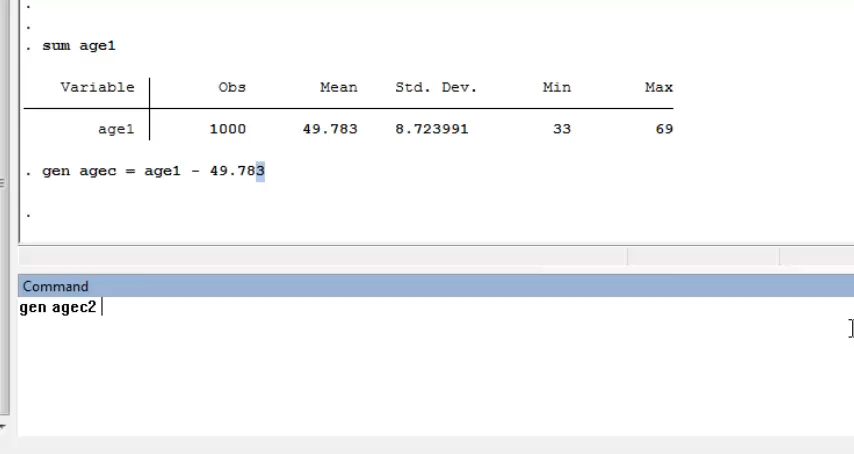 .
.
. sum age1
Variable Obs Mean Std. Dev. Min Max
age1 1000 49.783 8.723991 33 69
. gen agec = age1 - 49.783
.
Command
gen agec2